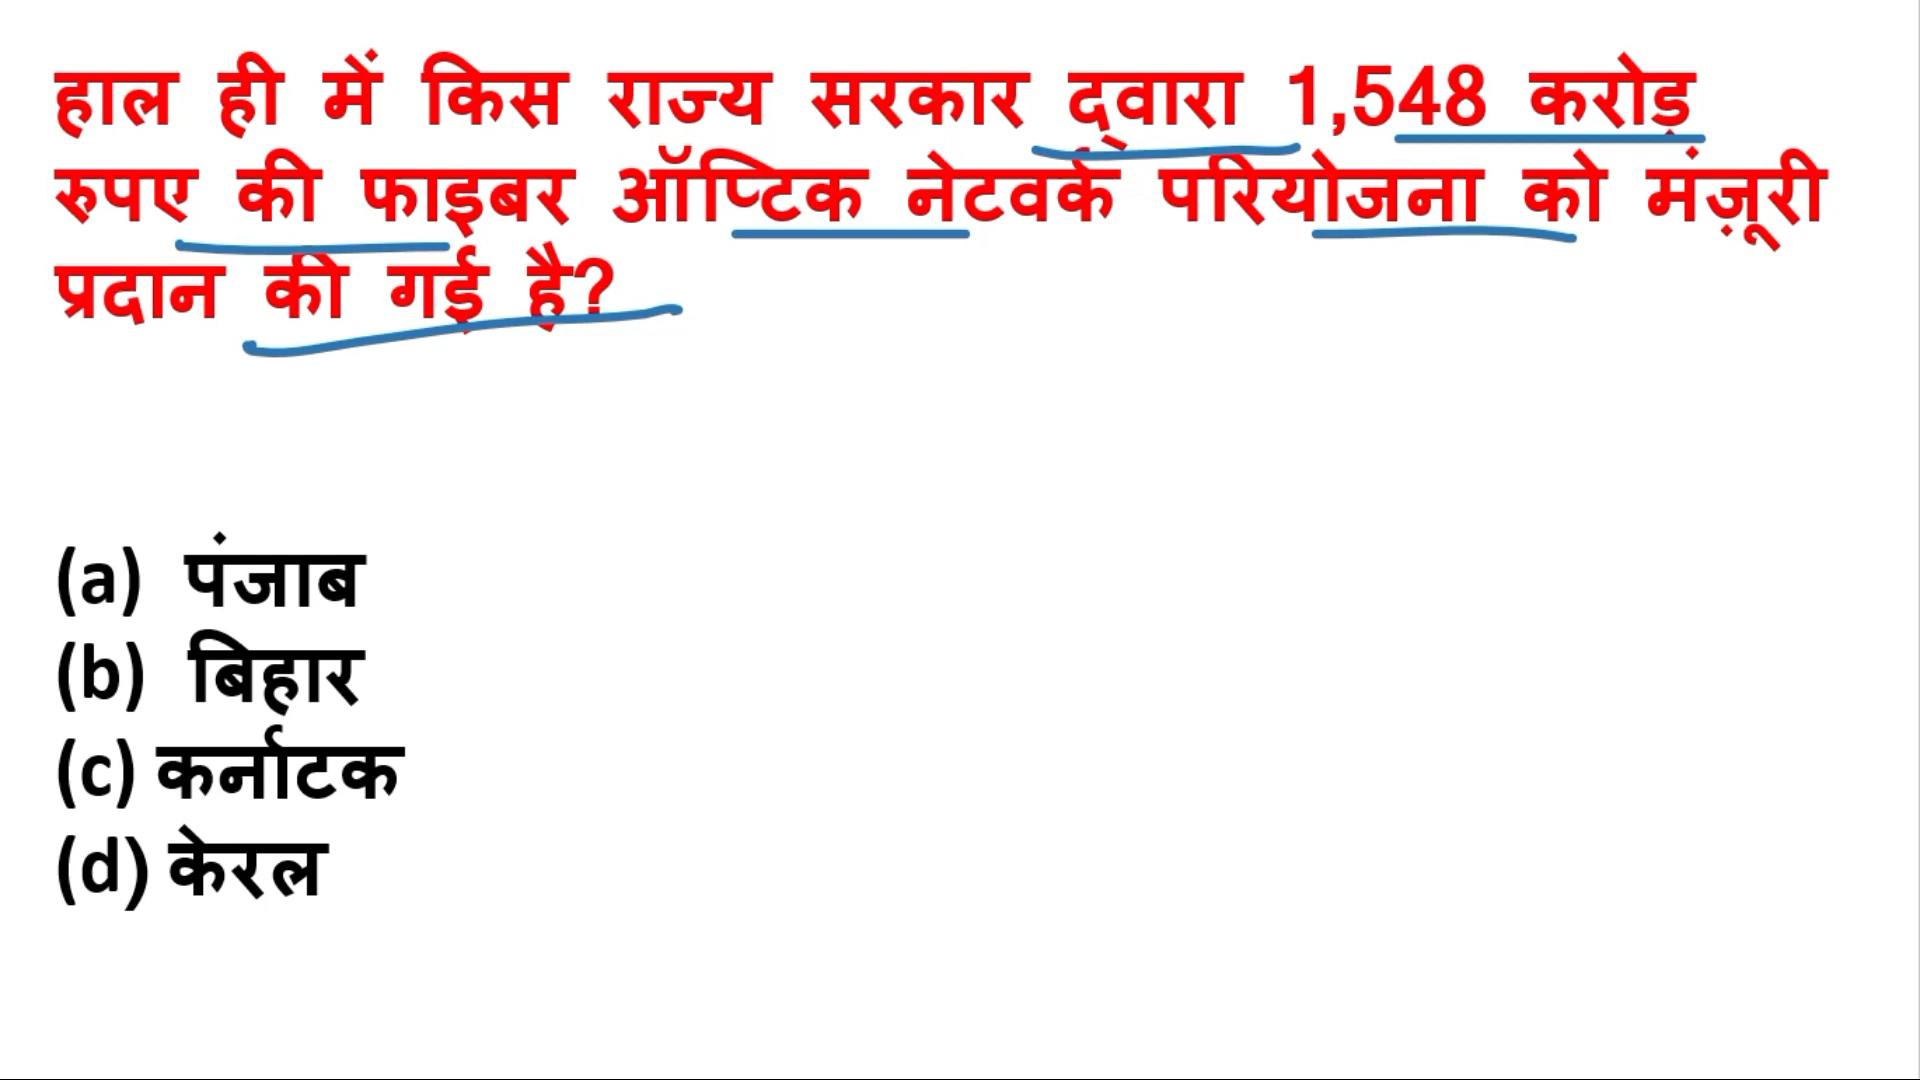 हाल ही में किस राज्य सरकार द्वारा 1,548 करोड़
रुपए की फाइबर ऑप्टिक नेटवर्क परियोजना को मंज़ूरी
प्रदान की गई है?
(a) पंजाब
(b) बिहार
(c) कर्नाटक
(d) केरल